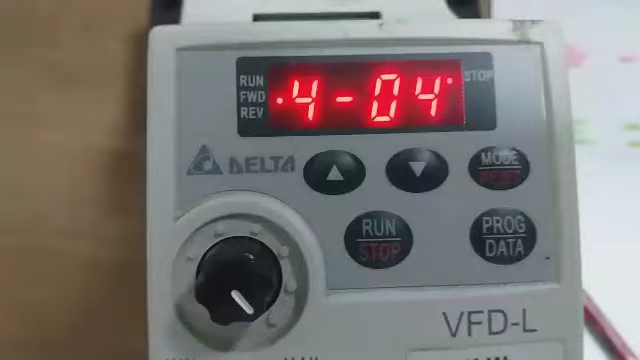 RUN
FWD
REV
4-04
STOP
DELTA
MODE
RESET
RUN
STOP
PROG
DATA
VFD-L